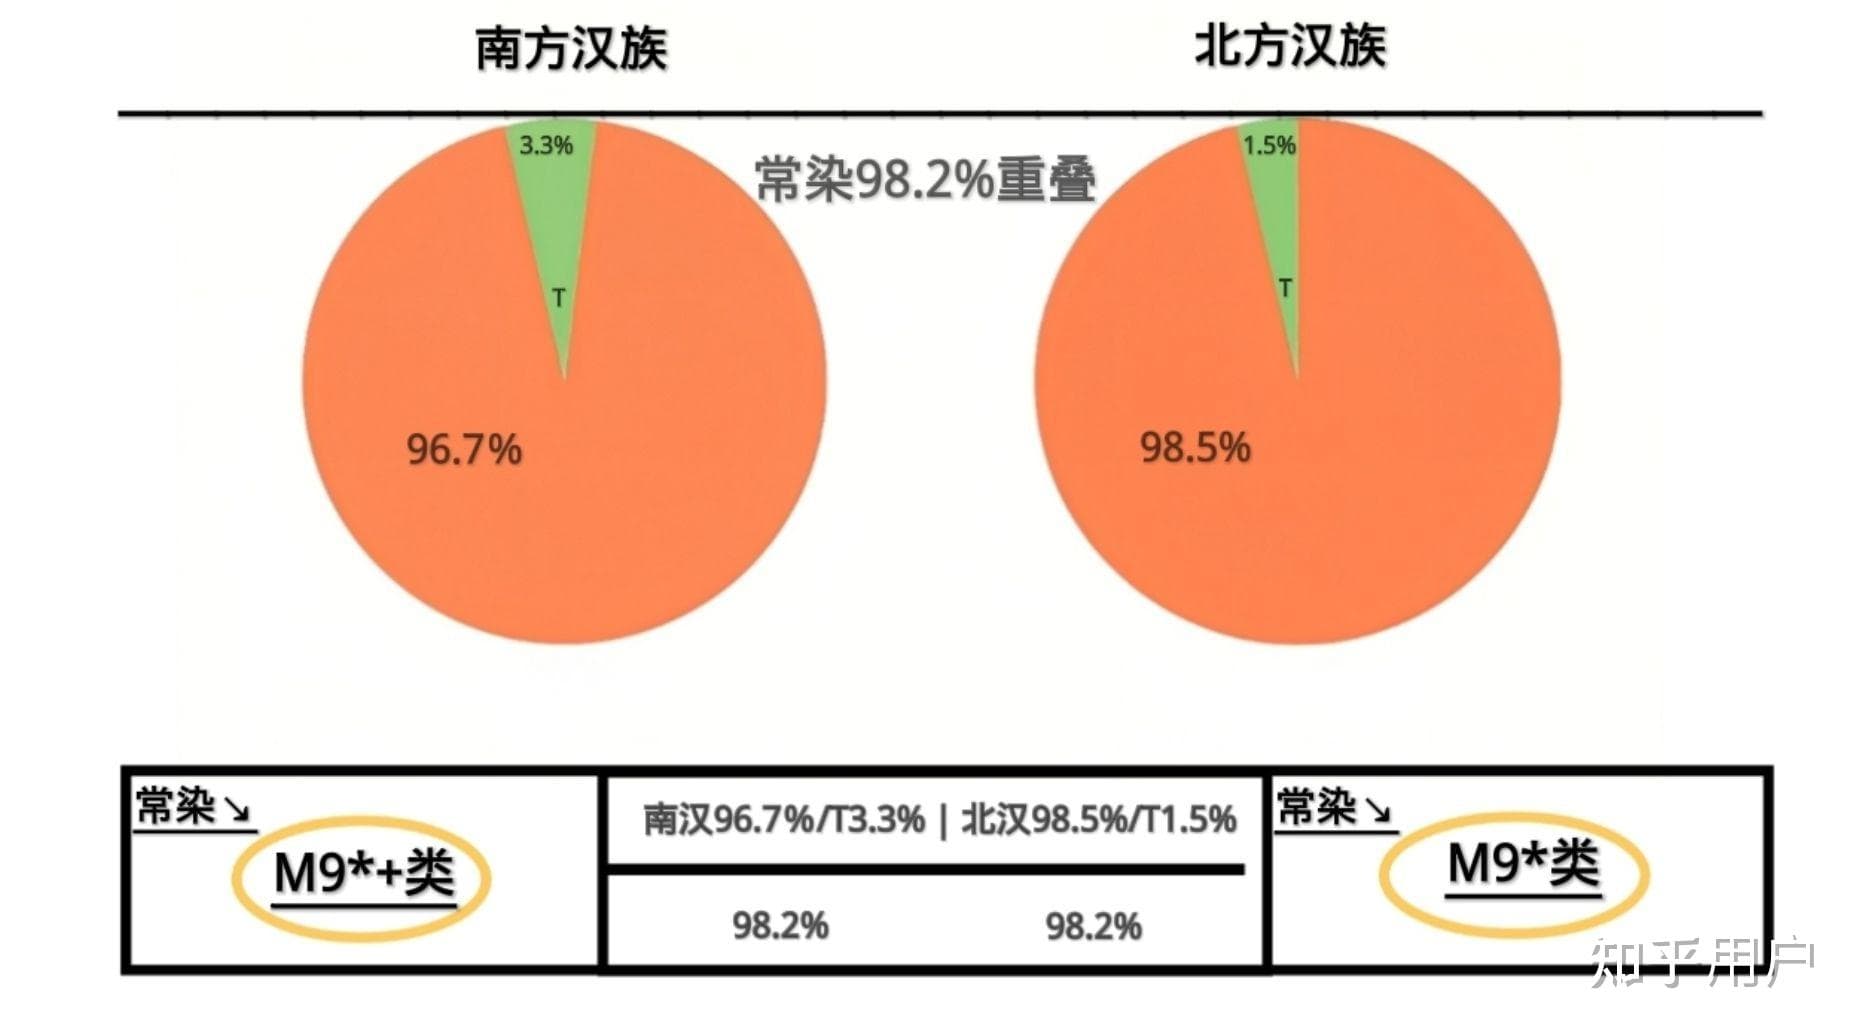 南方汉族
北方汉族
3.3%
T
96.7%
常染98.2%重叠
1.5%
T
98.5%
常染↘
M9*+类
南汉96.7%/T3.3% | 北汉98.5%/T1.5%
98.2%
98.2%
常染↘
M9*类
知乎用户